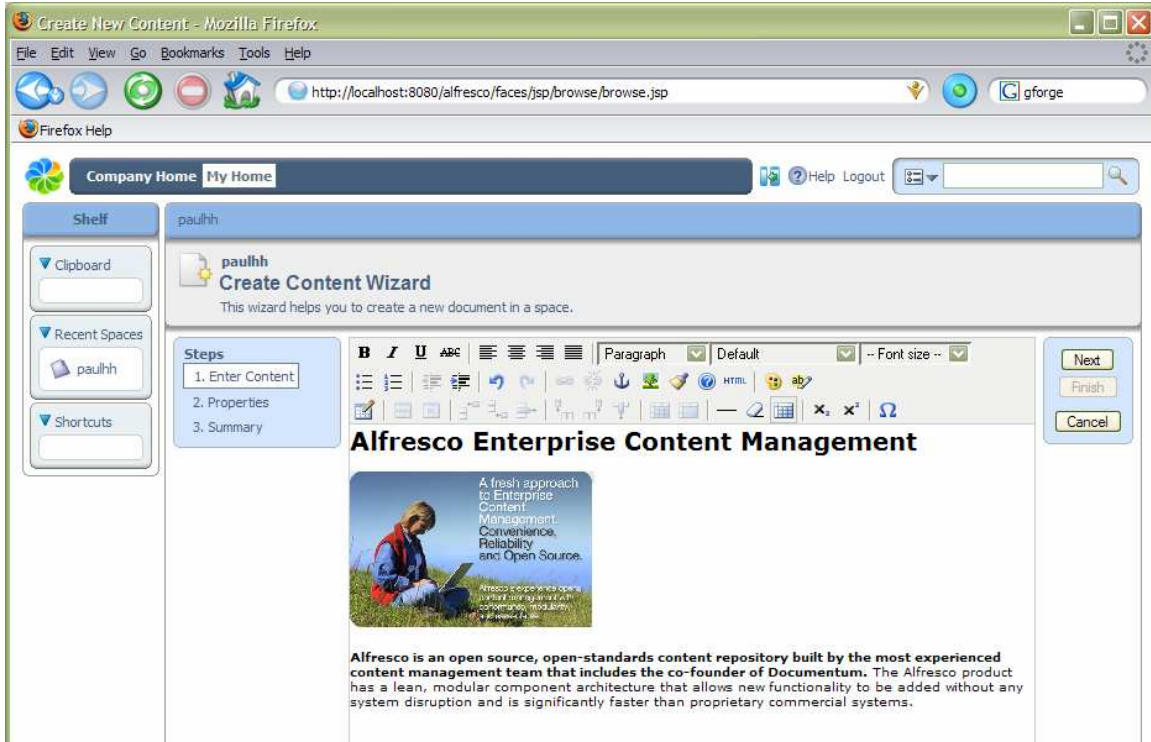 Create New Content - Mozilla Firefox
File Edit View Go Bookmarks Tools Help
http://localhost:8080/alfresco/faces/jsp/browse/browse.jsp
gforge
Firefox Help
Company Home My Home
Help Logout
Shelf
paulhh
Clipboard
Recent Spaces
paulhh
Shortcuts
paulhh
Create Content Wizard
This wizard helps you to create a new document in a space.
Steps
1. Enter Content
2. Properties
3. Summary
B I U ABC Paragraph Default -- Font size --
HTML
Next
Finish
Cancel
Alfresco Enterprise Content Management
A fresh approach
to Enterprise
Content
Management.
Convenience,
Reliability
and Open Source.
Alfresco is an open source, open-standards content repository built by the most experienced
content management team that includes the co-founder of Documentum. The Alfresco product
has a lean, modular component architecture that allows new functionality to be added without any
system disruption and is significantly faster than proprietary commercial systems.